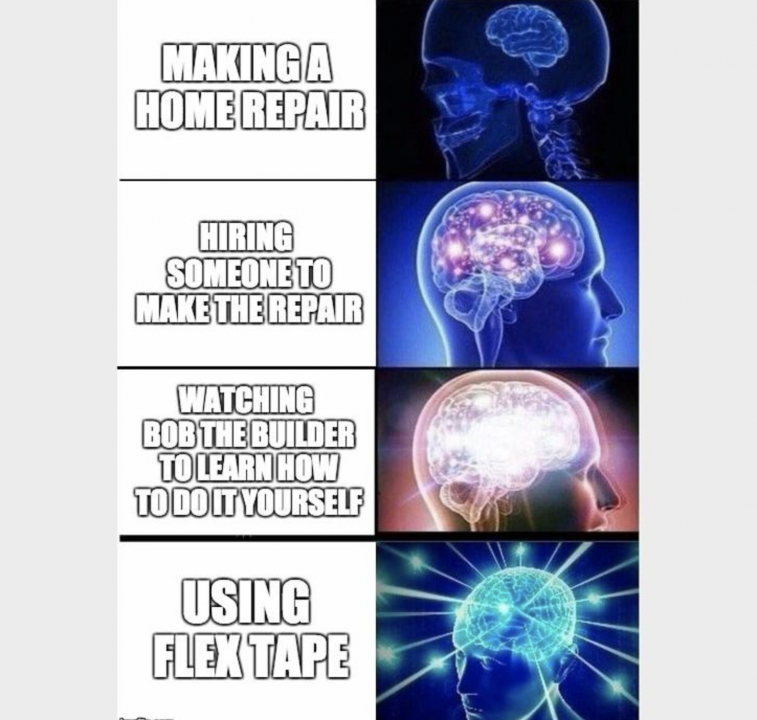 MAKING A
HOME REPAIR
HIRING
SOMEONE TO
MAKE THE REPAIR
WATCHING
BOB THE BUILDER
TO LEARN HOW
TO DO IT YOURSELF
USING
FLEX TAPE